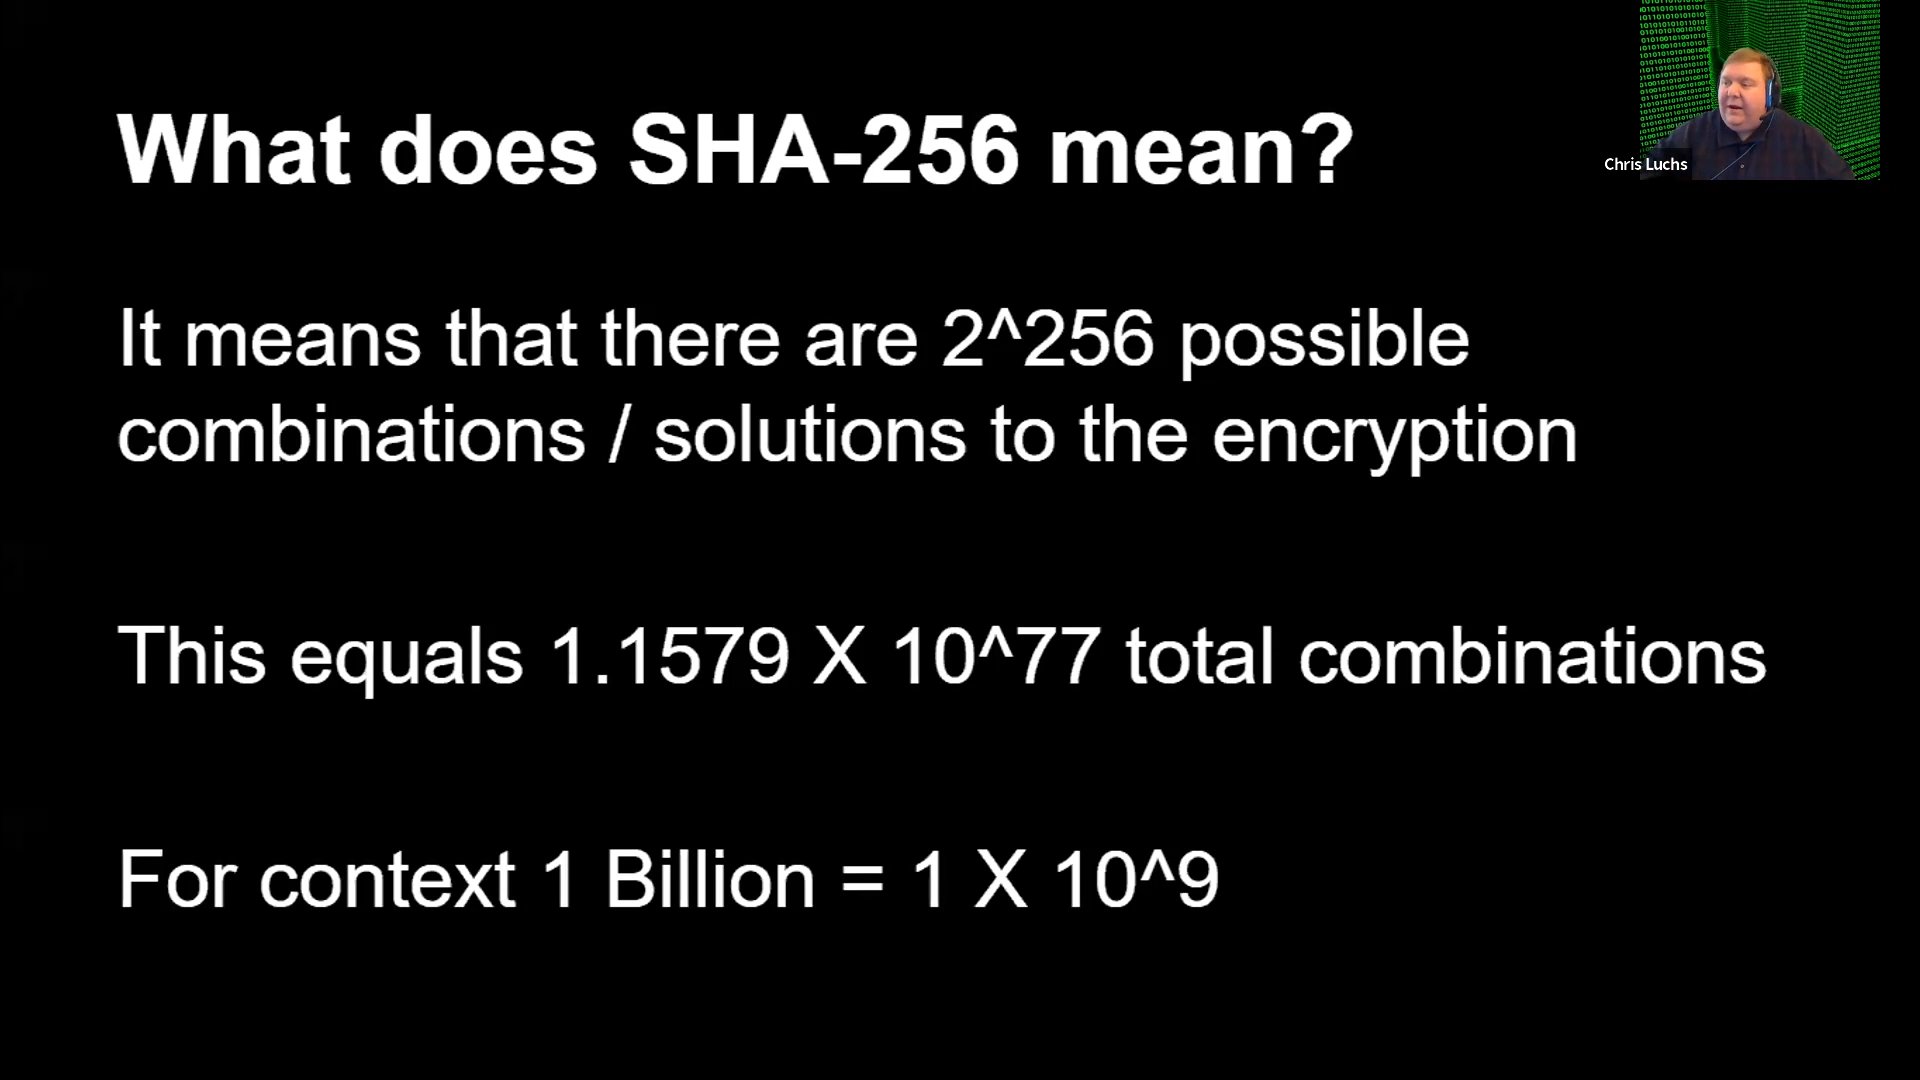 What does SHA-256 mean?
Chris Luchs
It means that there are 2^256 possible
combinations / solutions to the encryption
This equals 1.1579 X 10^77 total combinations
For context 1 Billion = 1 X 10^9